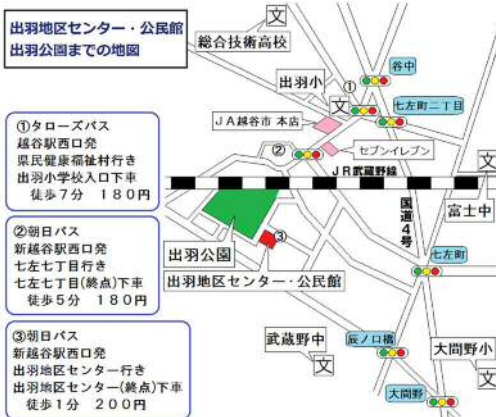 出羽地区センター・公民館
出羽公園までの地図
①タローズバス
越谷駅西口発
県民健康福祉村行き
出羽小学校入口下車
徒歩7分 180円
②朝日バス
新越谷駅西口発
七左七丁目行き
七左七丁目(終点)下車
徒歩5分 180円
③朝日バス
新越谷駅西口発
出羽地区センター行き
出羽地区センター(終点)下車
徒歩1分 200円
文
総合技術高校
谷中
出羽小
①
文
七左町二丁目
JA越谷市 本店
セブンイレブン
②
JR武蔵野線
文
富士中
国道4号
③
出羽公園
出羽地区センター・公民館
七左町
武蔵野中
文
辰ノ口橋
大間野小
文
大間野